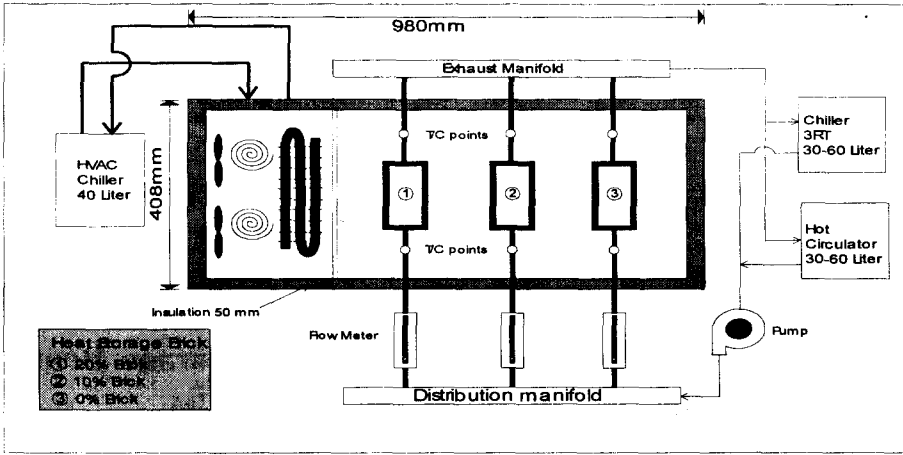 980mm
Exhaust Manifold
T/C points
Chiller
3RT
30-60 Liter
HVAC
Chiller
40 Liter
408mm
①
②
③
Hot
Circulator
30-60 Liter
T/C points
Insulation 50 mm
Flow Meter
Pump
Heat Storage Brick
① 20% Brick
② 10% Brick
③ 0% Brick
Distribution manifold